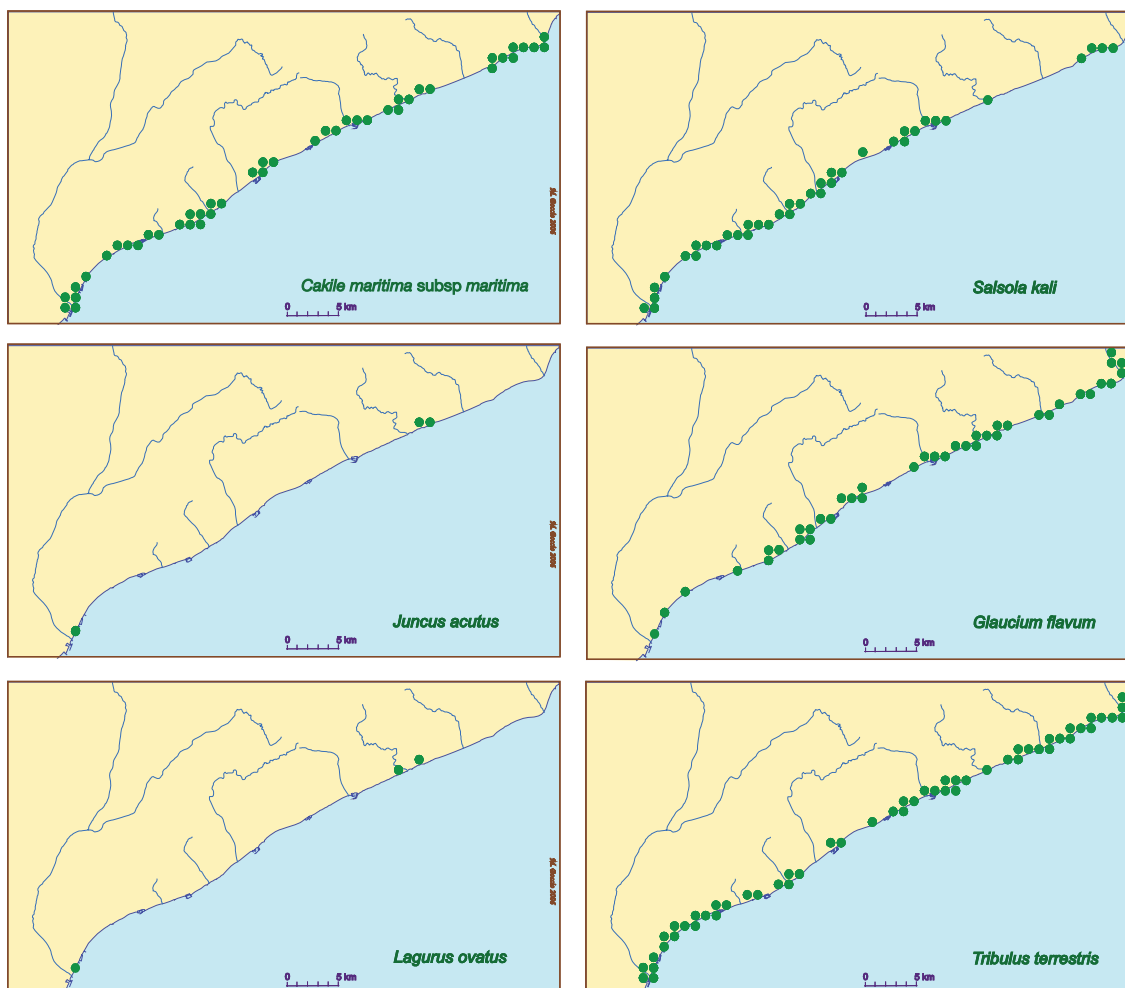 Cakile maritima subsp maritima
0 5 km
Salsola kali
0 5 km
Juncus acutus
0 5 km
Glaucium flavum
0 5 km
Lagurus ovatus
0 5 km
Tribulus terrestris
0 5 km